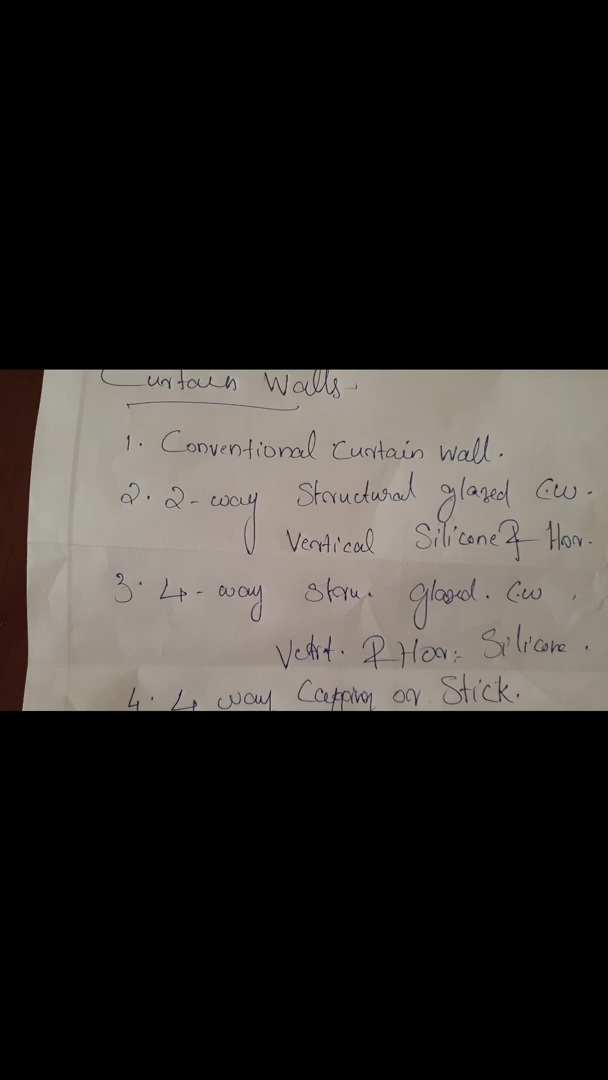 Curtain Walls.
1. Conventional curtain wall.
2. 2-way Structural glazed C.W.
Vertical Silicone & Hor.
3. 4-way stru. glazed. C.W.
Vert. & Hor: Silicone.
4. 4 way Capping or Stick.